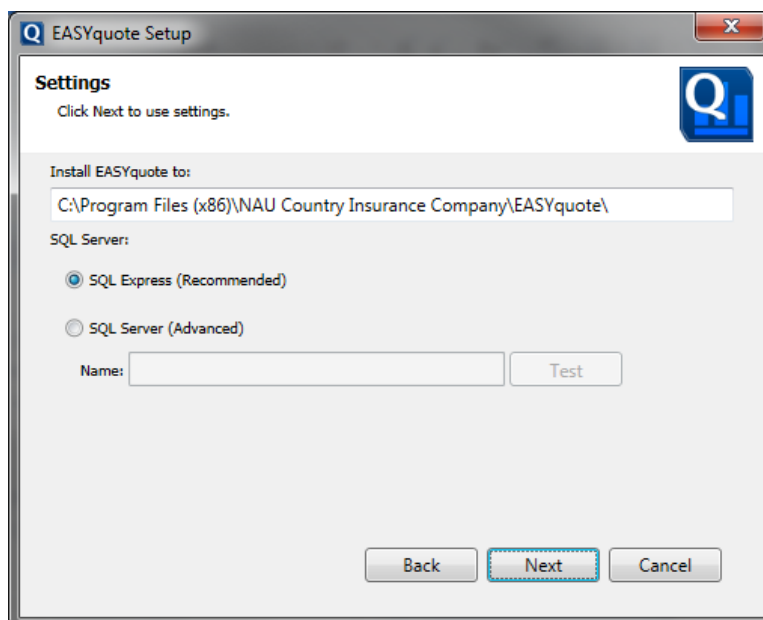 Q EASYquote Setup
X
Settings
Click Next to use settings.
Q
Install EASYquote to:
C:\Program Files (x86)\NAU Country Insurance Company\EASYquote\
SQL Server:
SQL Express (Recommended)
SQL Server (Advanced)
Name: Test
Back Next Cancel